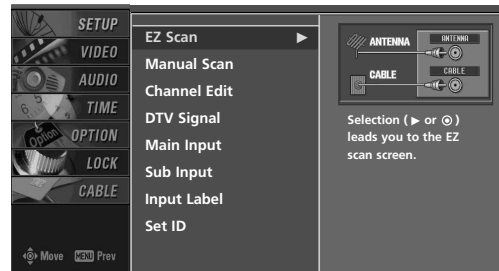 SETUP
VIDEO
AUDIO
TIME
OPTION
LOCK
CABLE
Move MENU Prev
EZ Scan ▶
Manual Scan
Channel Edit
DTV Signal
Main Input
Sub Input
Input Label
Set ID
ANTENNA ANTENNA
CABLE CABLE
Selection ( ▶ or ⊙ )
leads you to the EZ
scan screen.